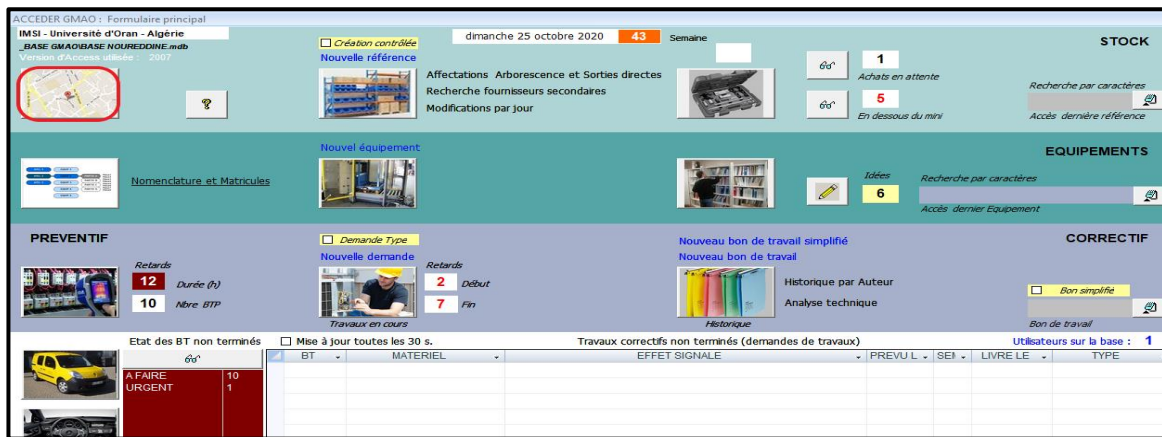 ACCEDER GMAO : Formulaire principal
IMSI - Université d'Oran - Algérie
_BASE GMAO\BASE NOUREDDINE.mdb
Version d'Access utilisée : 2007
Création contrôlée
Nouvelle référence
dimanche 25 octobre 2020 43 Semaine
STOCK
Affectations Arborescence et Sorties directes
Recherche fournisseurs secondaires
Modifications par jour
1
Achats en attente
5
En dessous du mini
Recherche par caractères
Accès dernière référence
?
Nouvel équipement
EQUIPEMENTS
Nomenclature et Matricules
Idées
6
Recherche par caractères
Accès dernier Equipement
PREVENTIF
Retards
12 Durée (h)
10 Nbre BTP
Demande Type
Nouvelle demande
Retards
2 Début
7 Fin
Travaux en cours
Nouveau bon de travail simplifié
Nouveau bon de travail
Historique par Auteur
Analyse technique
Historique
CORRECTIF
Bon simplifié
Bon de travail
Etat des BT non terminés
Mise à jour toutes les 30 s.
Travaux correctifs non terminés (demandes de travaux)
Utilisateurs sur la base : 1
BT MATERIEL EFFET SIGNALE PREVU L SEM LIVRE LE TYPE
A FAIRE 10
URGENT 1